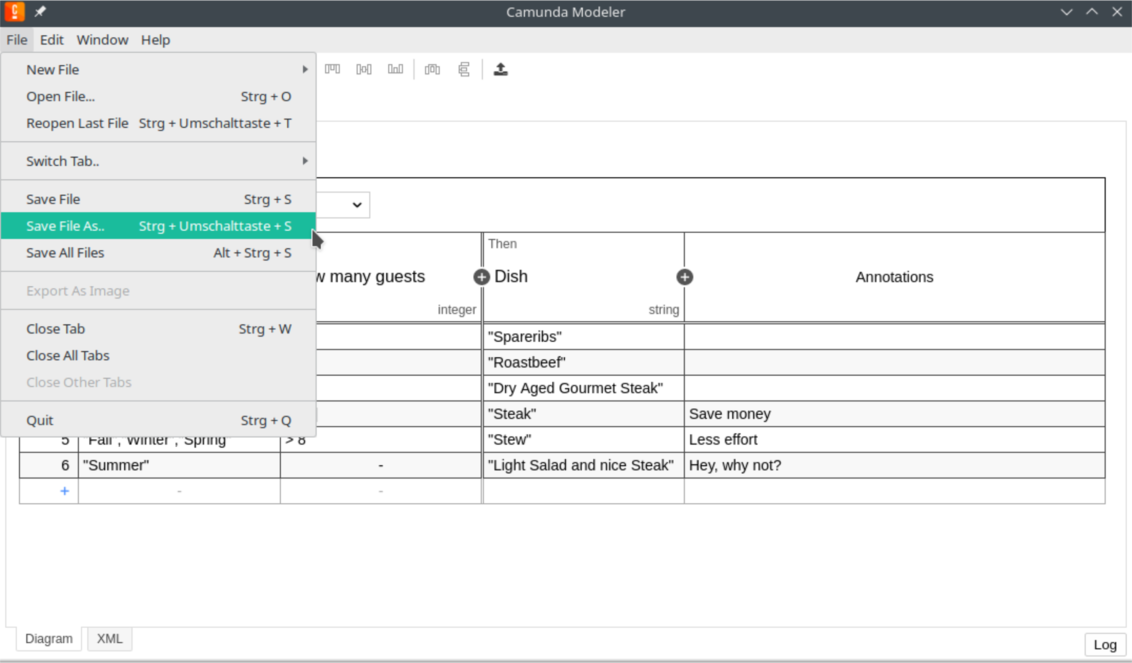 Camunda Modeler
File Edit Window Help
New File
Open File... Strg + O
Reopen Last File Strg + Umschalttaste + T
Switch Tab..
Save File Strg + S
Save File As.. Strg + Umschalttaste + S
Save All Files Alt + Strg + S
Export As Image
Close Tab Strg + W
Close All Tabs
Close Other Tabs
Quit Strg + Q
Then
w many guests + Dish + Annotations
integer string
"Spareribs"
"Roastbeef"
"Dry Aged Gourmet Steak"
"Steak" Save money
5 "Fall", "Winter", "Spring" > 8 "Stew" Less effort
6 "Summer" - "Light Salad and nice Steak" Hey, why not?
+ - -
Diagram XML
Log